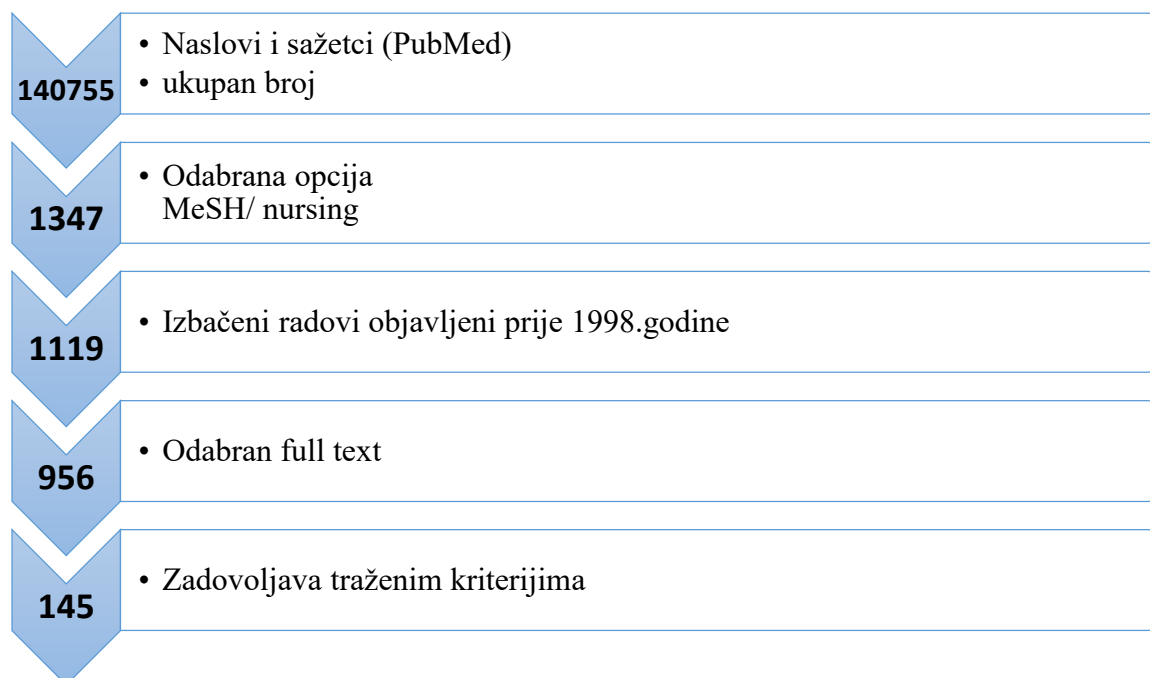 140755
• Naslovi i sažetci (PubMed)
• ukupan broj
1347
• Odabrana opcija
MeSH/ nursing
1119
• Izbačeni radovi objavljeni prije 1998.godine
956
• Odabran full text
145
• Zadovoljava traženim kriterijima